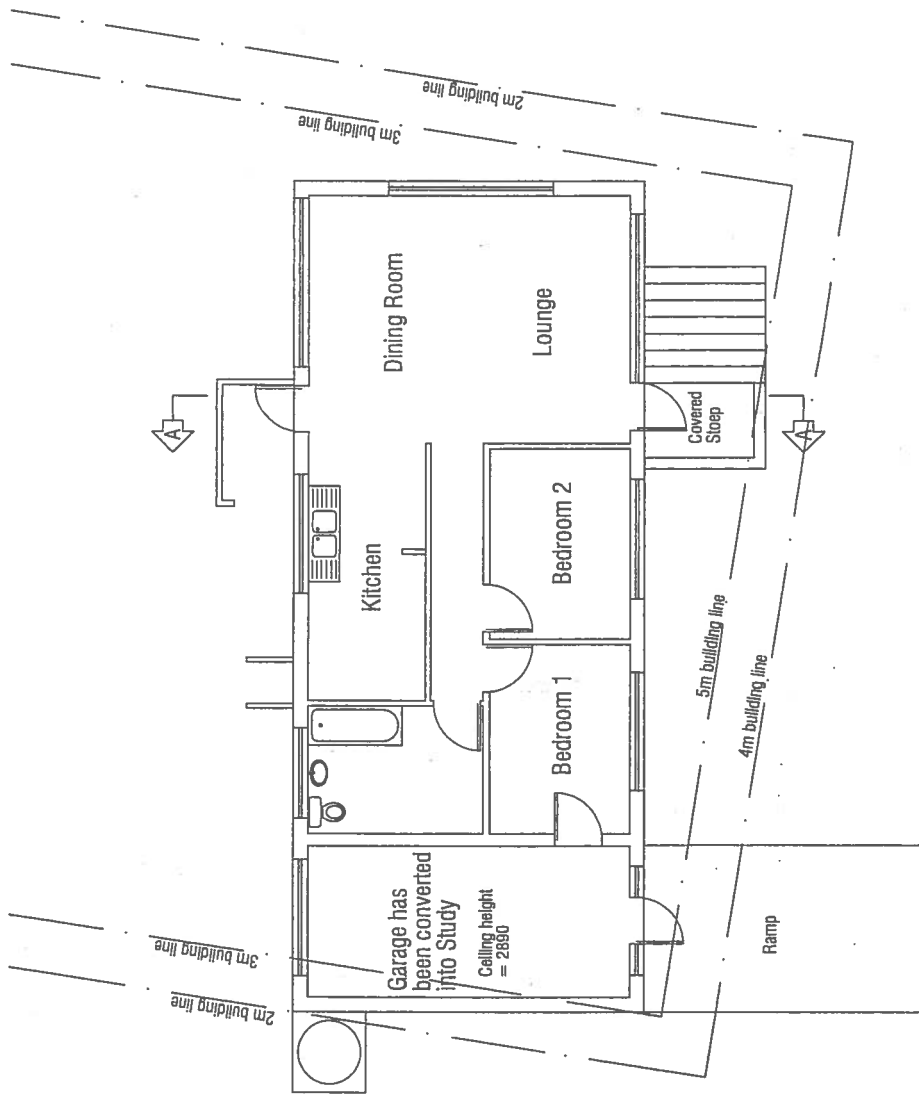 2m building line
3m building line
Dining Room
Lounge
A
A
Covered
Stoep
Kitchen
Bedroom 2
Bedroom 1
5m building line
4m building line
Garage has
been converted
into Study
Ceiling height
= 2890
Ramp
3m building line
2m building line